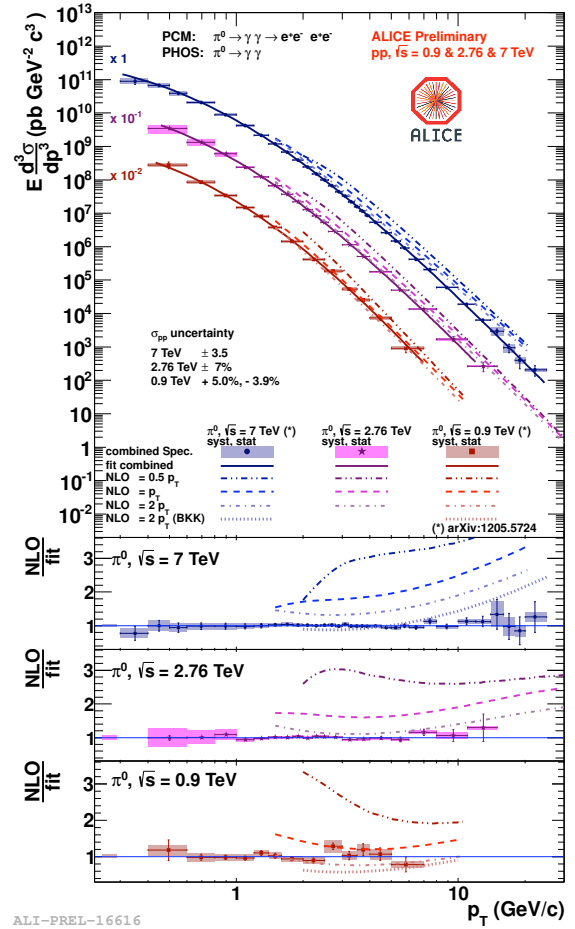 PCM: π⁰ → γ γ → e⁺e⁻ e⁺e⁻
PHOS: π⁰ → γ γ
ALICE Preliminary
pp, √s = 0.9 & 2.76 & 7 TeV
ALICE
E d³σ/dp³ (pb GeV⁻² c³)
10¹³
10¹²
10¹¹
10¹⁰
10⁹
10⁸
10⁷
10⁶
10⁵
10⁴
10³
10²
10
1
10⁻¹
10⁻²
x 1
x 10⁻¹
x 10⁻²
σpp uncertainty
7 TeV ± 3.5
2.76 TeV ± 7%
0.9 TeV + 5.0%, - 3.9%
π⁰, √s = 7 TeV (*)
syst, stat
π⁰, √s = 2.76 TeV
syst, stat
π⁰, √s = 0.9 TeV (*)
syst, stat
combined Spec.
fit combined
NLO = 0.5 pT
NLO = pT
NLO = 2 pT
NLO = 2 pT (BKK)
(*) arXiv:1205.5724
NLO/fit
3
2
1
π⁰, √s = 7 TeV
NLO/fit
3
2
1
π⁰, √s = 2.76 TeV
NLO/fit
3
2
1
π⁰, √s = 0.9 TeV
1
10
pT (GeV/c)
ALI-PREL-16616